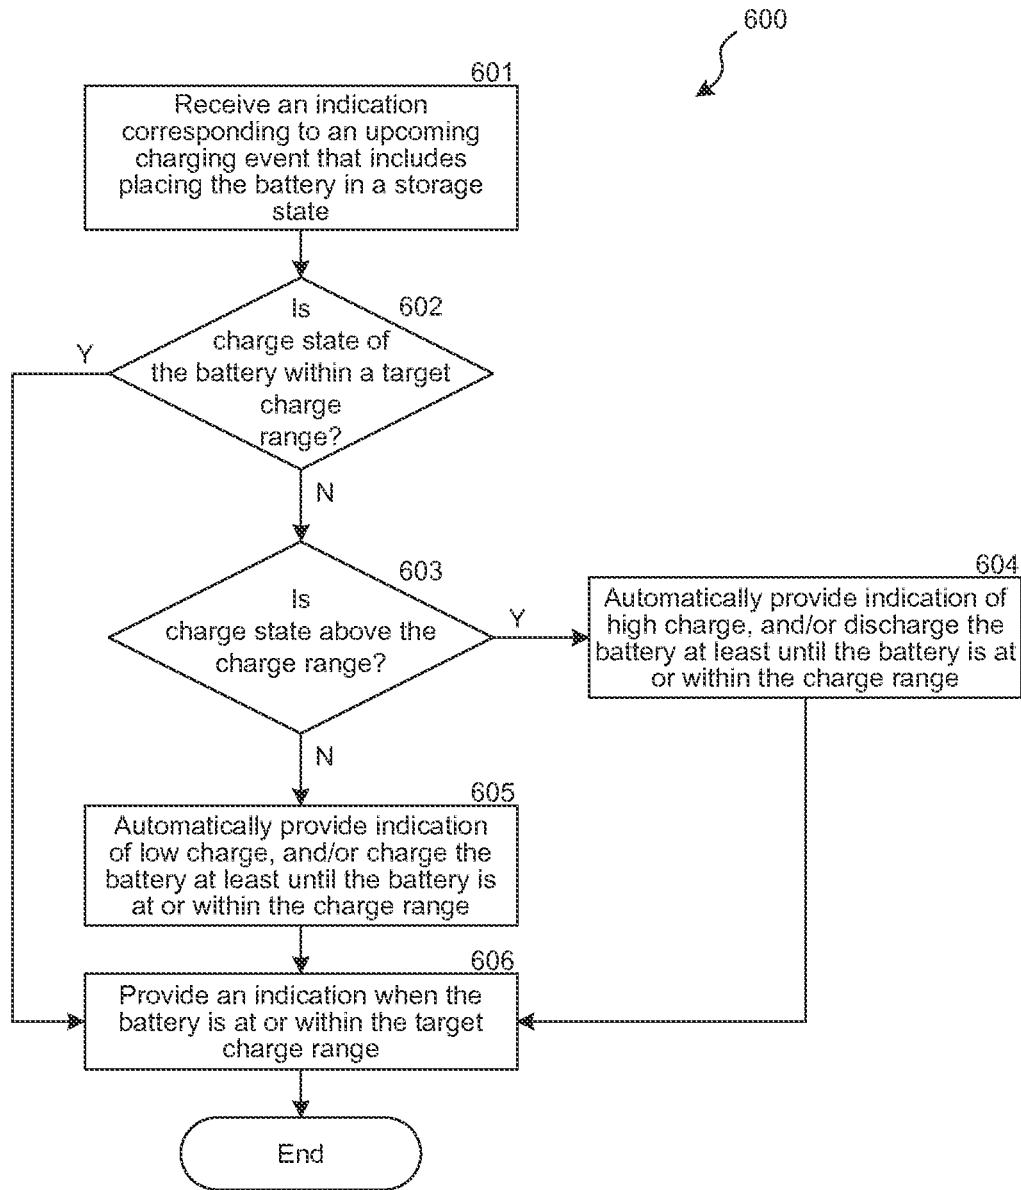 600
601
Receive an indication
corresponding to an upcoming
charging event that includes
placing the battery in a storage
state
602
Is
charge state of
the battery within a target
charge
range?
Y
N
603
Is
charge state above the
charge range?
Y
604
Automatically provide indication of
high charge, and/or discharge the
battery at least until the battery is at
or within the charge range
N
605
Automatically provide indication
of low charge, and/or charge the
battery at least until the battery is
at or within the charge range
606
Provide an indication when the
battery is at or within the target
charge range
End